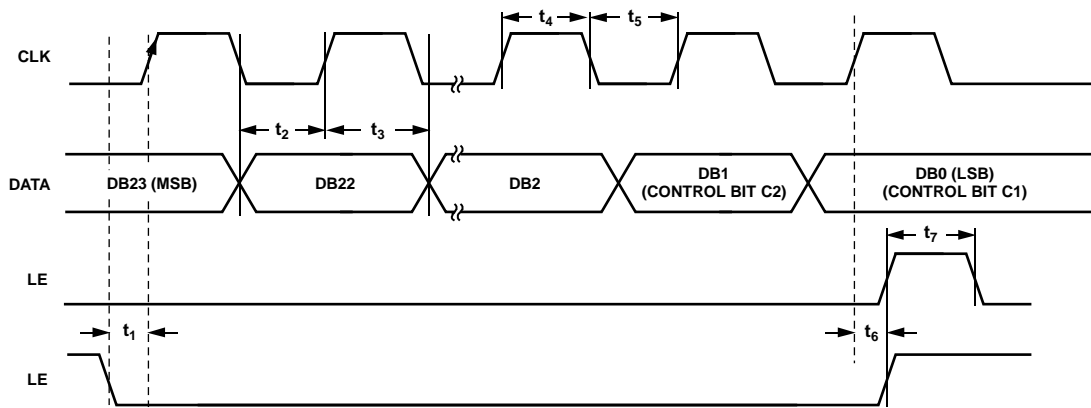 CLK
t4
t5
t2
t3
DATA
DB23 (MSB)
DB22
DB2
DB1
(CONTROL BIT C2)
DB0 (LSB)
(CONTROL BIT C1)
t7
LE
t1
t6
LE